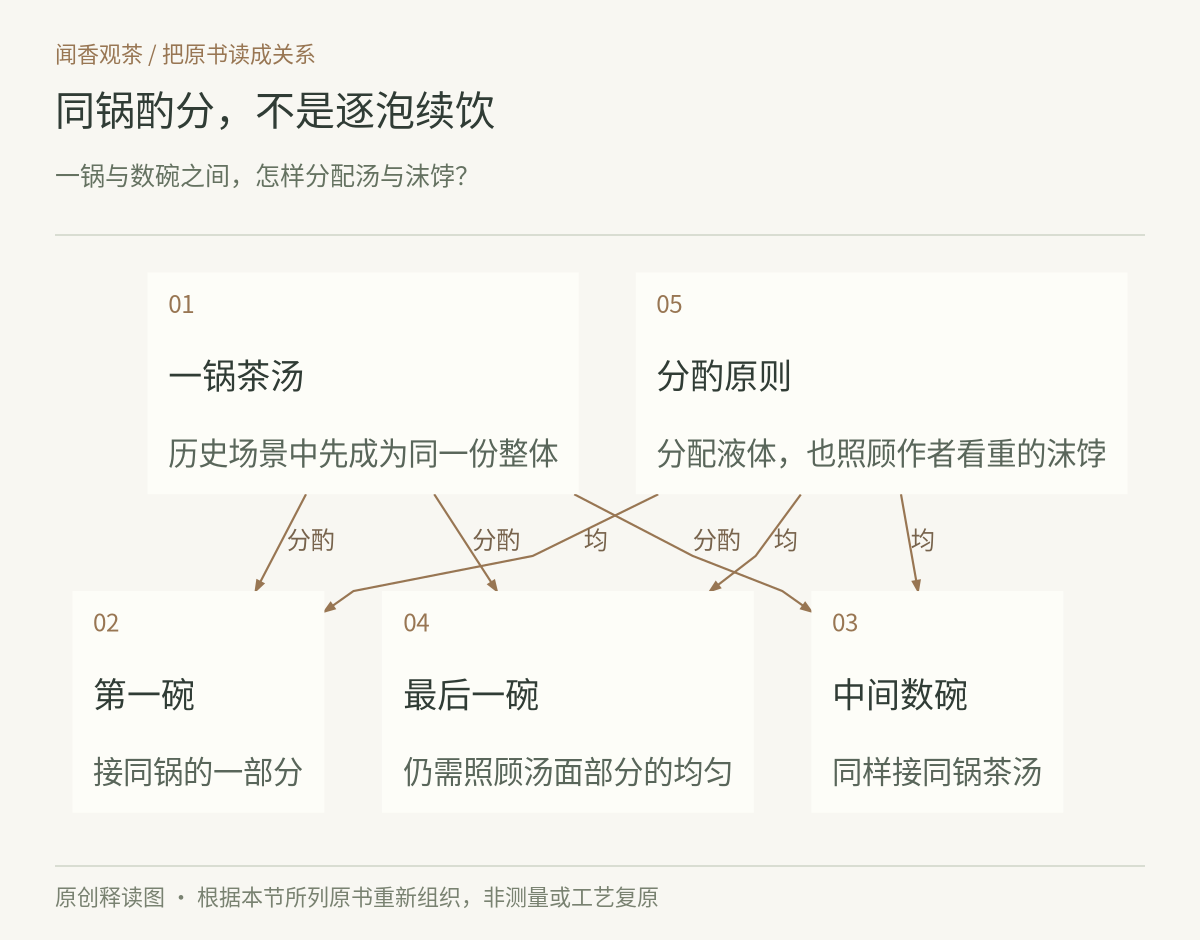 闻香观茶 / 把原书读成关系
同锅酌分，不是逐泡续饮
一锅与数碗之间，怎样分配汤与沫饽？
01
一锅茶汤
历史场景中先成为同一份整体
05
分酌原则
分配液体，也照顾作者看重的沫饽
分酌
分酌
均
分酌
均
均
02
第一碗
接同锅的一部分
04
最后一碗
仍需照顾汤面部分的均匀
03
中间数碗
同样接同锅茶汤
原创释读图 · 根据本节所列原书重新组织，非测量或工艺复原